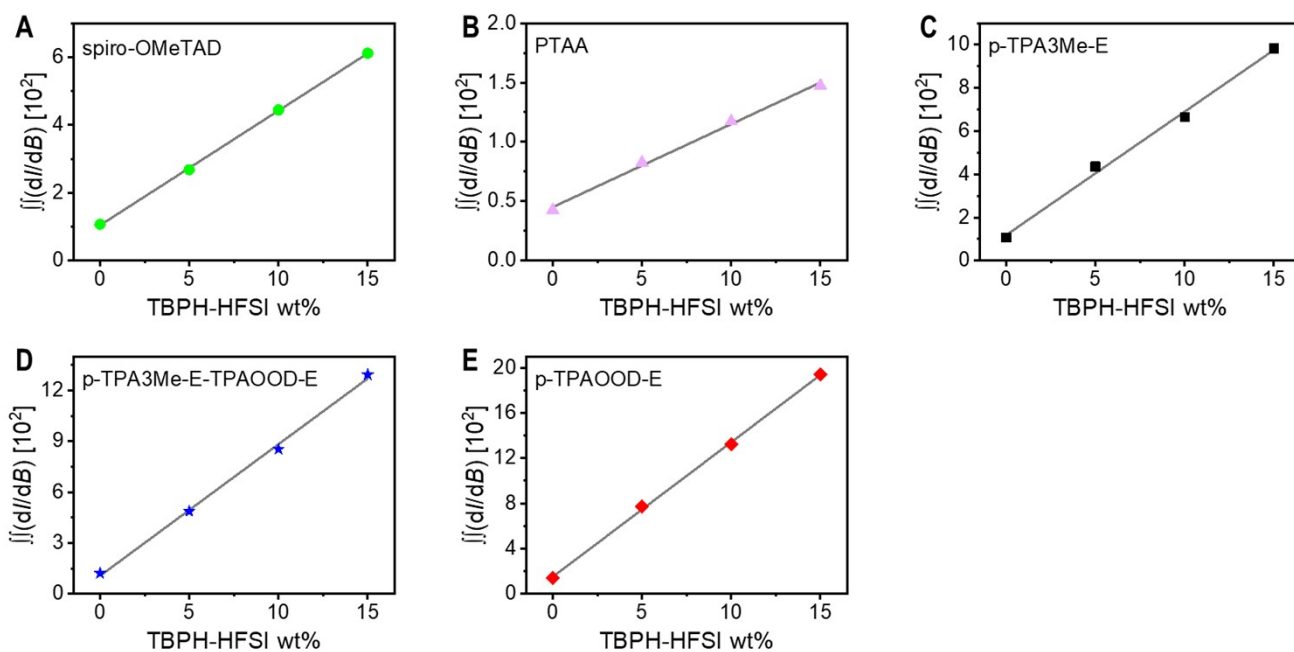 A
spiro-OMeTAD
∬(dI/dB) [10²]
6
4
2
0
0 5 10 15
TBPH-HFSI wt%
B
PTAA
∬(dI/dB) [10²]
2.0
1.5
1.0
0.5
0.0
0 5 10 15
TBPH-HFSI wt%
C
p-TPA3Me-E
∬(dI/dB) [10²]
10
8
6
4
2
0
0 5 10 15
TBPH-HFSI wt%
D
p-TPA3Me-E-TPAOOD-E
∬(dI/dB) [10²]
12
9
6
3
0
0 5 10 15
TBPH-HFSI wt%
E
p-TPAOOD-E
∬(dI/dB) [10²]
20
16
12
8
4
0
0 5 10 15
TBPH-HFSI wt%